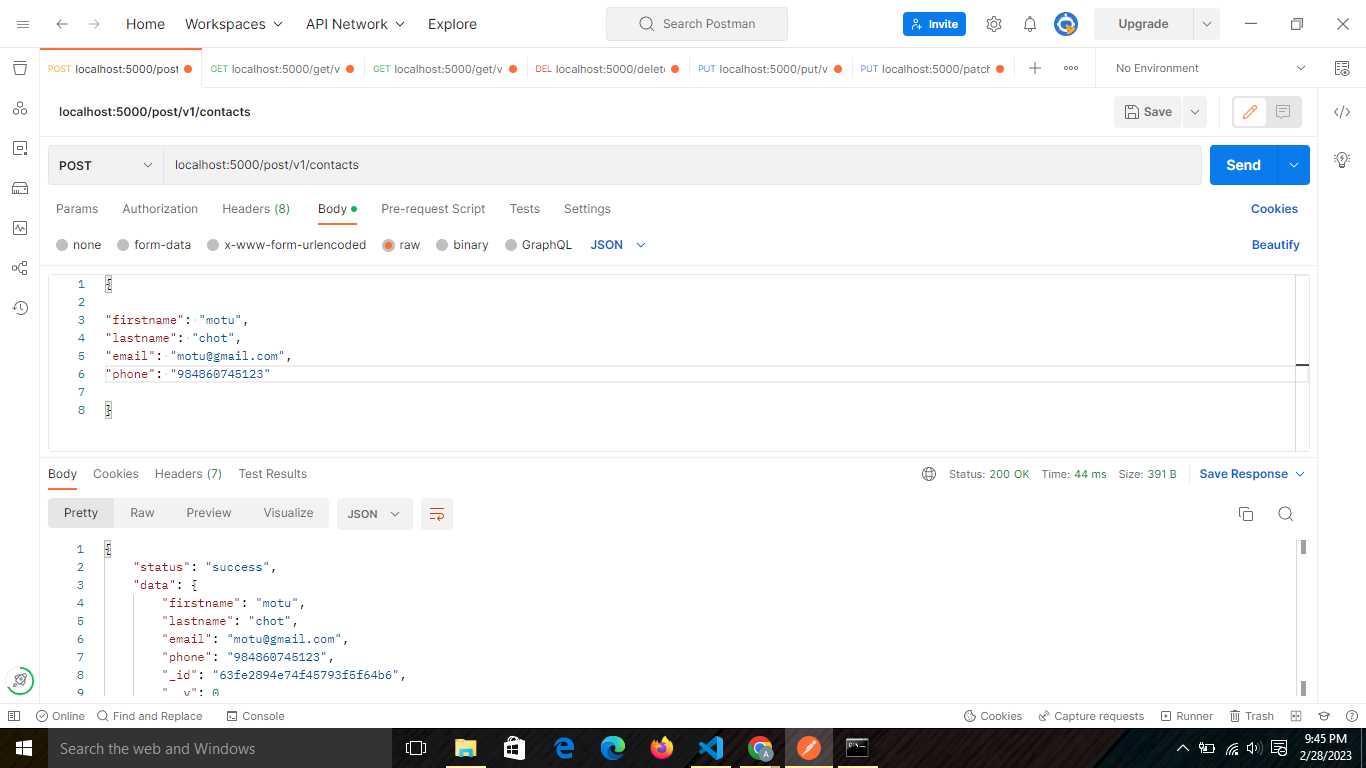 Home Workspaces API Network Explore Search Postman Invite Upgrade
POST localhost:5000/post GET localhost:5000/get/v GET localhost:5000/get/v DEL localhost:5000/delet PUT localhost:5000/put/v PUT localhost:5000/patch No Environment
localhost:5000/post/v1/contacts Save
POST localhost:5000/post/v1/contacts Send
Params Authorization Headers (8) Body Pre-request Script Tests Settings Cookies
none form-data x-www-form-urlencoded raw binary GraphQL JSON Beautify
1 {
2
3 "firstname": "motu",
4 "lastname": "chot",
5 "email": "motu@gmail.com",
6 "phone": "984860745123"
7
8 }
Body Cookies Headers (7) Test Results Status: 200 OK Time: 44 ms Size: 391 B Save Response
Pretty Raw Preview Visualize JSON
1 {
2 "status": "success",
3 "data": {
4 "firstname": "motu",
5 "lastname": "chot",
6 "email": "motu@gmail.com",
7 "phone": "984860745123",
8 "_id": "63fe2894e74f45793f5f64b6",
9 "__v": 0
Online Find and Replace Console Cookies Capture requests Runner Trash
Search the web and Windows
A
9:45 PM
2/28/2023